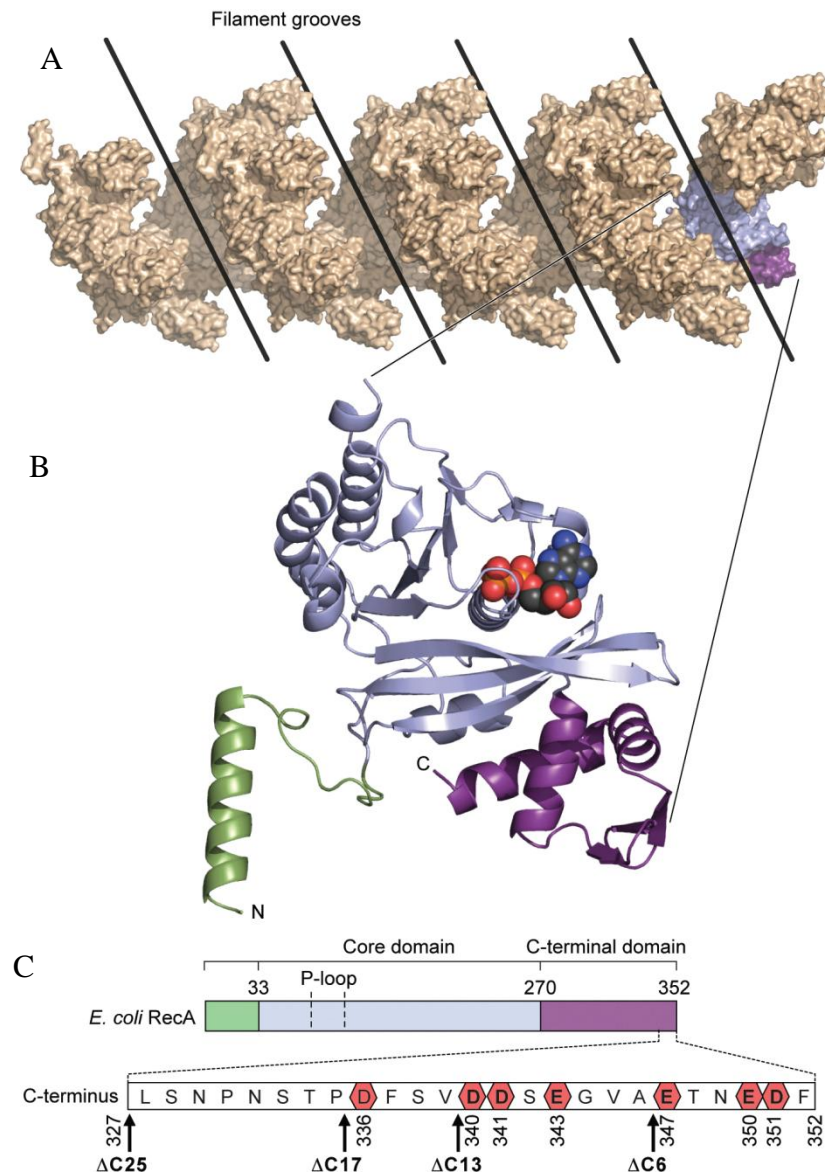 Filament grooves
A
B
C
N
C
Core domain
C-terminal domain
33
P-loop
270
352
E. coli RecA
C-terminus
L S N P N S T P D F S V D D S E G V A E T N E D F
327
336
340
341
343
347
350
351
352
ΔC25
ΔC17
ΔC13
ΔC6